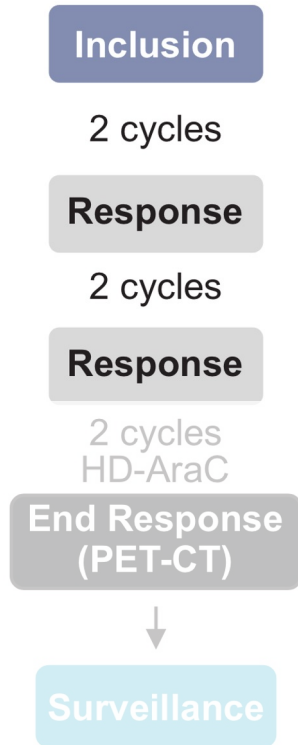 Inclusion
2 cycles
Response
2 cycles
Response
2 cycles
HD-AraC
End Response
(PET-CT)
Surveillance